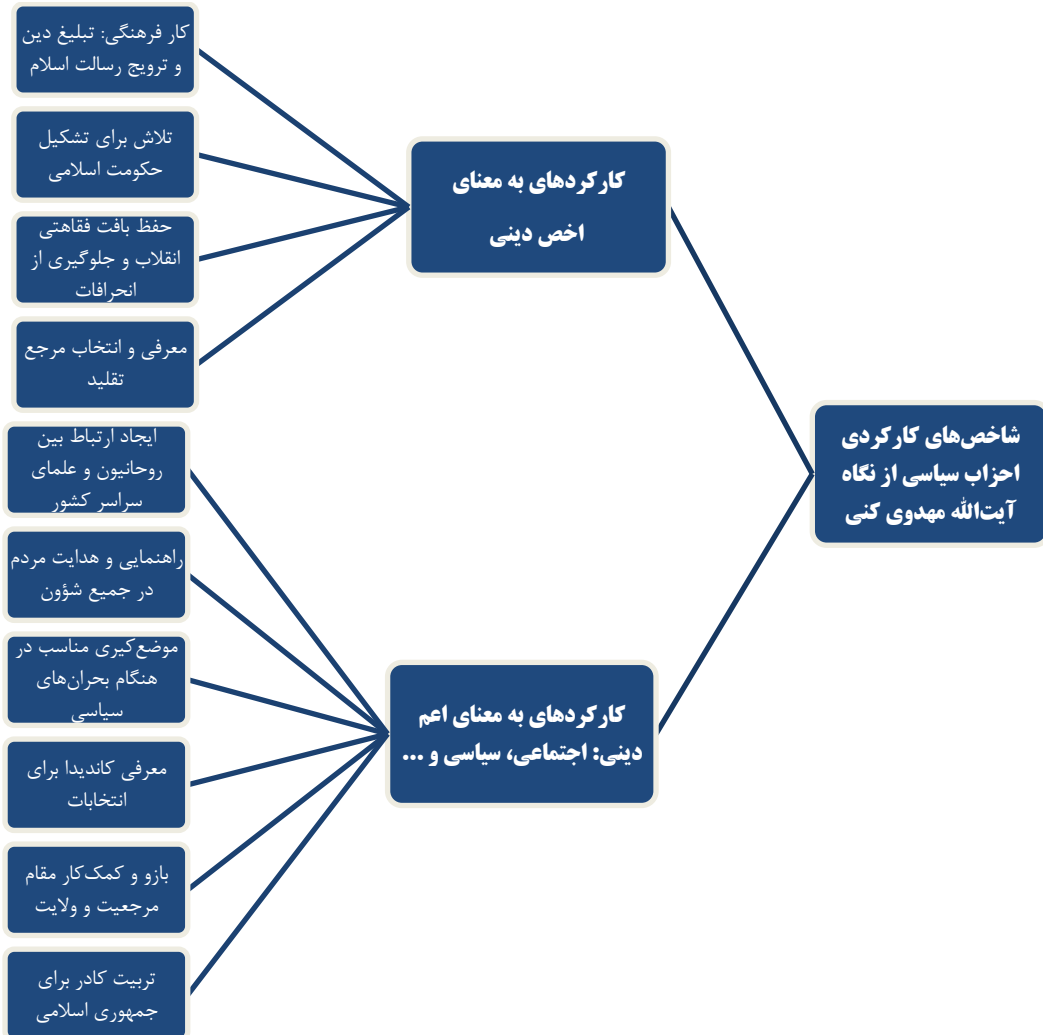 شاخص‌های کارکردی
احزاب سیاسی از نگاه
آیت‌الله مهدوی کنی
کارکردهای به معنای
اخص دینی
کار فرهنگی: تبلیغ دین
و ترویج رسالت اسلام
تلاش برای تشکیل
حکومت اسلامی
حفظ بافت فقاهتی
انقلاب و جلوگیری از
انحرافات
معرفی و انتخاب مرجع
تقلید
کارکردهای به معنای اعم
دینی: اجتماعی، سیاسی و ...
ایجاد ارتباط بین
روحانیون و علمای
سراسر کشور
راهنمایی و هدایت مردم
در جمیع شؤون
موضع‌گیری مناسب در
هنگام بحران‌های
سیاسی
معرفی کاندیدا برای
انتخابات
بازو و کمک‌کار مقام
مرجعیت و ولایت
تربیت کادر برای
جمهوری اسلامی